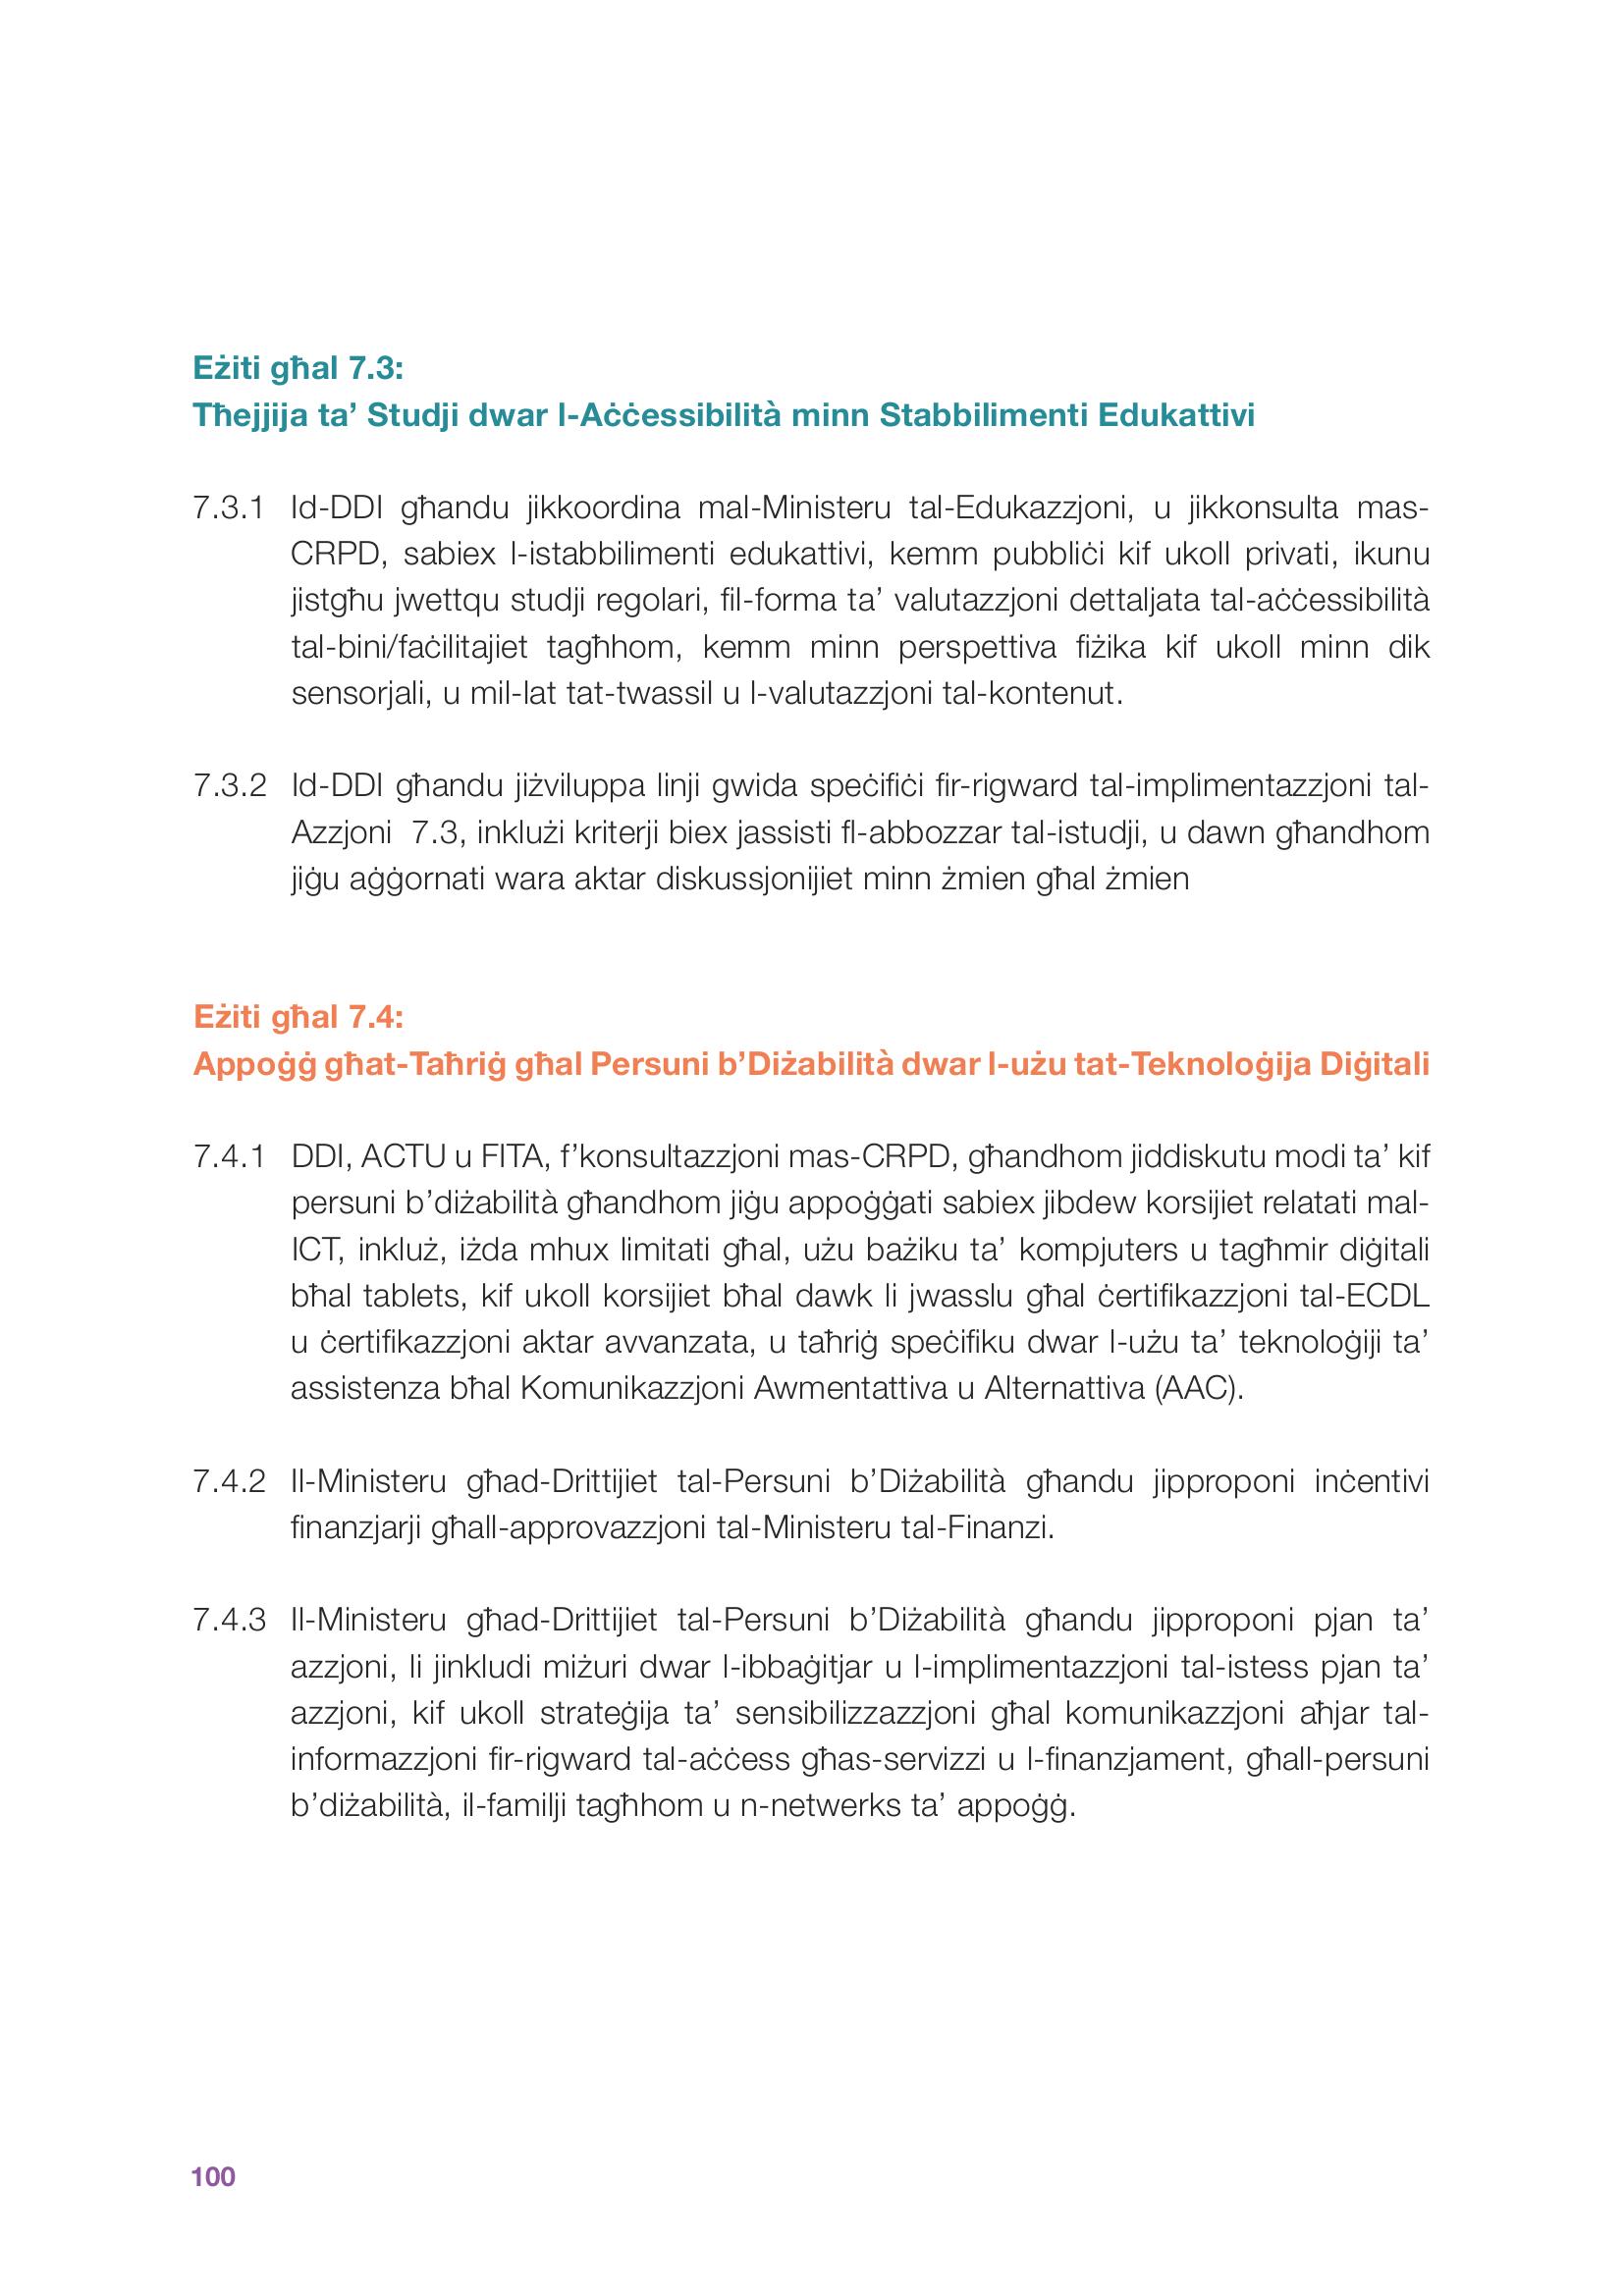 Eżiti għal 7.3:
Tħejjija ta’ Studji dwar l-Aċċessibilità minn Stabbilimenti Edukattivi
7.3.1 Id-DDI għandu jikkoordina mal-Ministeru tal-Edukazzjoni, u jikkonsulta mas-
CRPD, sabiex l-istabbilimenti edukattivi, kemm pubbliċi kif ukoll privati, ikunu
jistgħu jwettqu studji regolari, fil-forma ta’ valutazzjoni dettaljata tal-aċċessibilità
tal-bini/faċilitajiet tagħhom, kemm minn perspettiva fiżika kif ukoll minn dik
sensorjali, u mil-lat tat-twassil u l-valutazzjoni tal-kontenut.
7.3.2 Id-DDI għandu jiżviluppa linji gwida speċifiċi fir-rigward tal-implimentazzjoni tal-
Azzjoni  7.3, inklużi kriterji biex jassisti fl-abbozzar tal-istudji, u dawn għandhom
jiġu aġġornati wara aktar diskussjonijiet minn żmien għal żmien
Eżiti għal 7.4:
Appoġġ għat-Taħriġ għal Persuni b’Diżabilità dwar l-użu tat-Teknoloġija Diġitali
7.4.1 DDI, ACTU u FITA, f’konsultazzjoni mas-CRPD, għandhom jiddiskutu modi ta’ kif
persuni b’diżabilità għandhom jiġu appoġġati sabiex jibdew korsijiet relatati mal-
ICT, inkluż, iżda mhux limitati għal, użu bażiku ta’ kompjuters u tagħmir diġitali
bħal tablets, kif ukoll korsijiet bħal dawk li jwasslu għal ċertifikazzjoni tal-ECDL
u ċertifikazzjoni aktar avvanzata, u taħriġ speċifiku dwar l-użu ta’ teknoloġiji ta’
assistenza bħal Komunikazzjoni Awmentattiva u Alternattiva (AAC).
7.4.2 Il-Ministeru għad-Drittijiet tal-Persuni b’Diżabilità għandu jipproponi inċentivi
finanzjarji għall-approvazzjoni tal-Ministeru tal-Finanzi.
7.4.3 Il-Ministeru għad-Drittijiet tal-Persuni b’Diżabilità għandu jipproponi pjan ta’
azzjoni, li jinkludi miżuri dwar l-ibbaġitjar u l-implimentazzjoni tal-istess pjan ta’
azzjoni, kif ukoll strateġija ta’ sensibilizzazzjoni għal komunikazzjoni aħjar tal-
informazzjoni fir-rigward tal-aċċess għas-servizzi u l-finanzjament, għall-persuni
b’diżabilità, il-familji tagħhom u n-netwerks ta’ appoġġ.
100